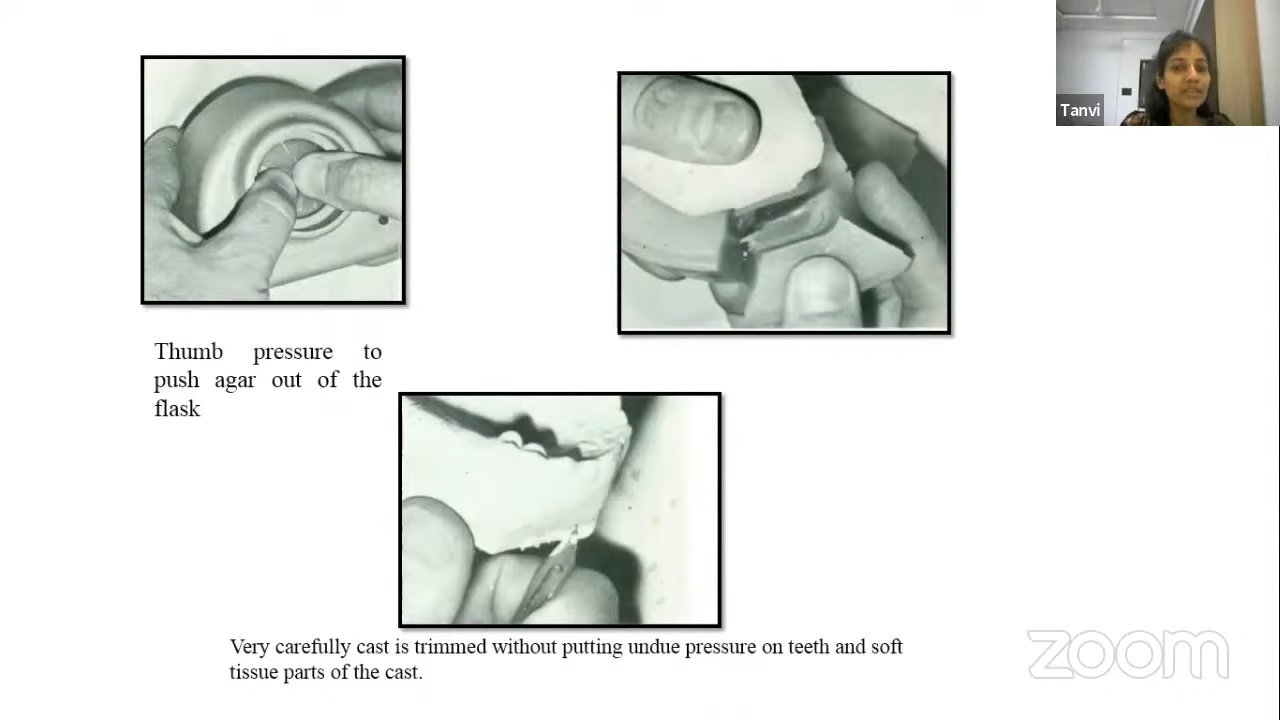 Tanvi
Thumb pressure to
push agar out of the
flask
Very carefully cast is trimmed without putting undue pressure on teeth and soft
tissue parts of the cast.
zoom